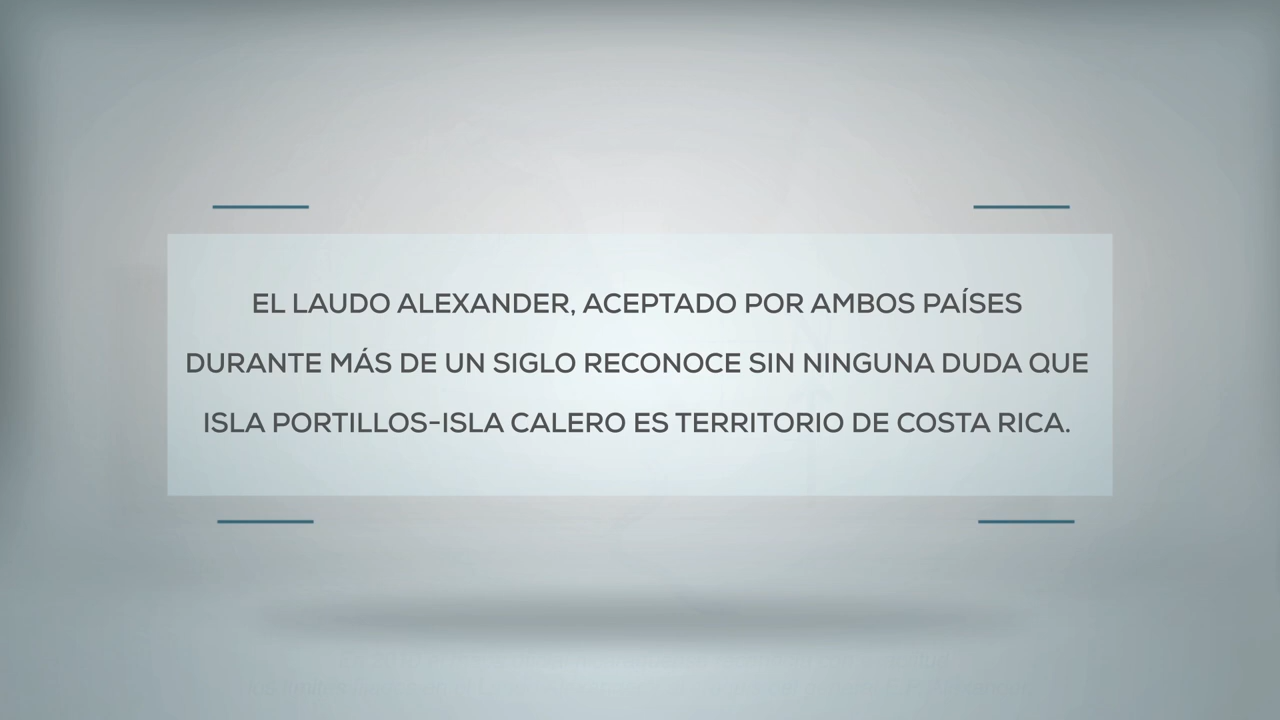 EL LAUDO ALEXANDER, ACEPTADO POR AMBOS PAÍSES
DURANTE MÁS DE UN SIGLO RECONOCE SIN NINGUNA DUDA QUE
ISLA PORTILLOS-ISLA CALERO ES TERRITORIO DE COSTA RICA.